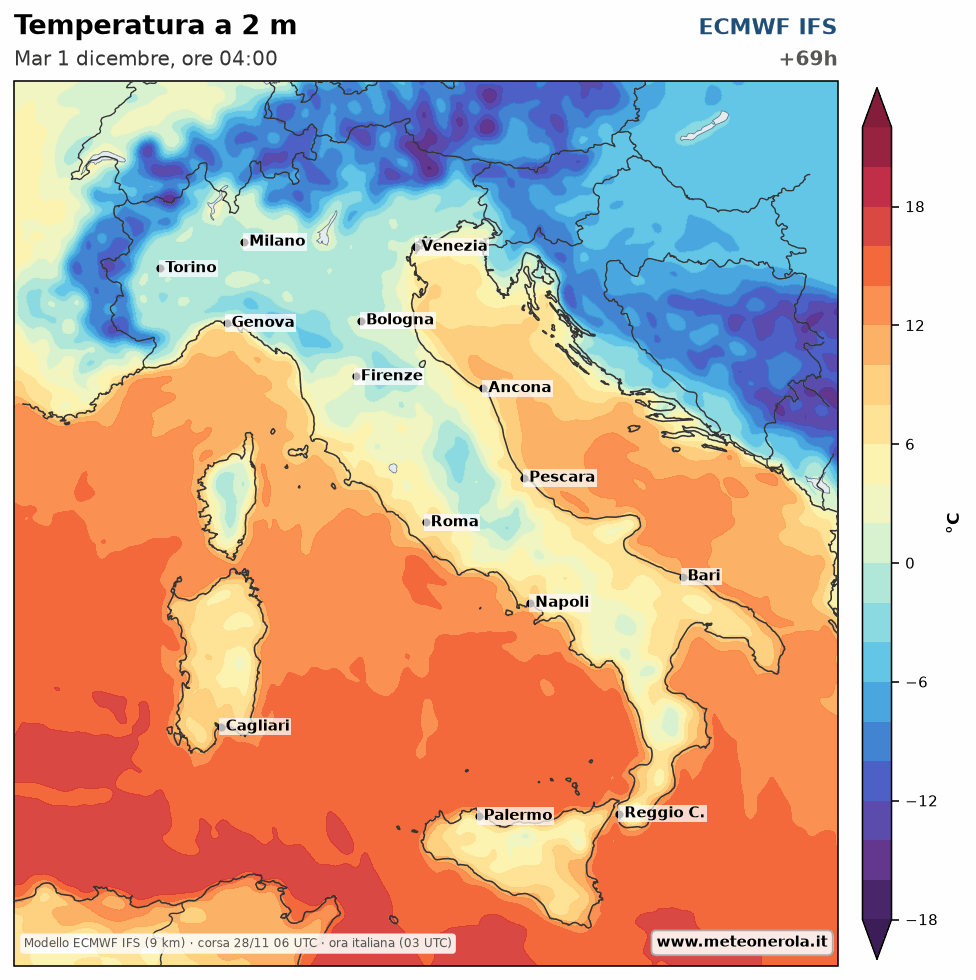 Temperatura a 2 m
ECMWF IFS
Mar 1 dicembre, ore 04:00
+69h
Milano
Venezia
Torino
Genova
Bologna
Firenze
Ancona
Pescara
Roma
Bari
Napoli
Cagliari
Palermo
Reggio C.
18
12
6
0
−6
−12
−18
°C
Modello ECMWF IFS (9 km) · corsa 28/11 06 UTC · ora italiana (03 UTC)
www.meteonerola.it